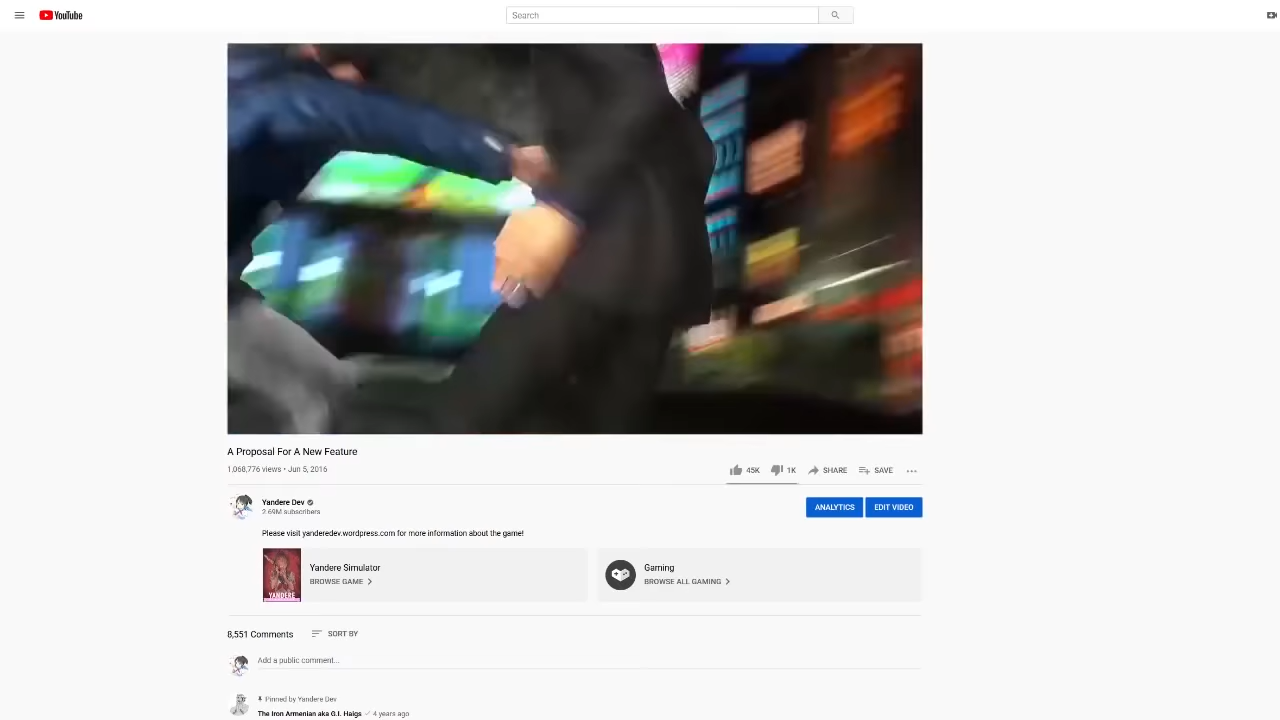 YouTube
Search
A Proposal For A New Feature
1,068,776 views • Jun 5, 2016
45K
1K
SHARE
SAVE
Yandere Dev
2.69M subscribers
ANALYTICS
EDIT VIDEO
Please visit yanderedev.wordpress.com for more information about the game!
YANDERE
Yandere Simulator
BROWSE GAME
Gaming
BROWSE ALL GAMING
8,551 Comments
SORT BY
Add a public comment...
Pinned by Yandere Dev
The Iron Armenian aka G.I. Haigs
4 years ago